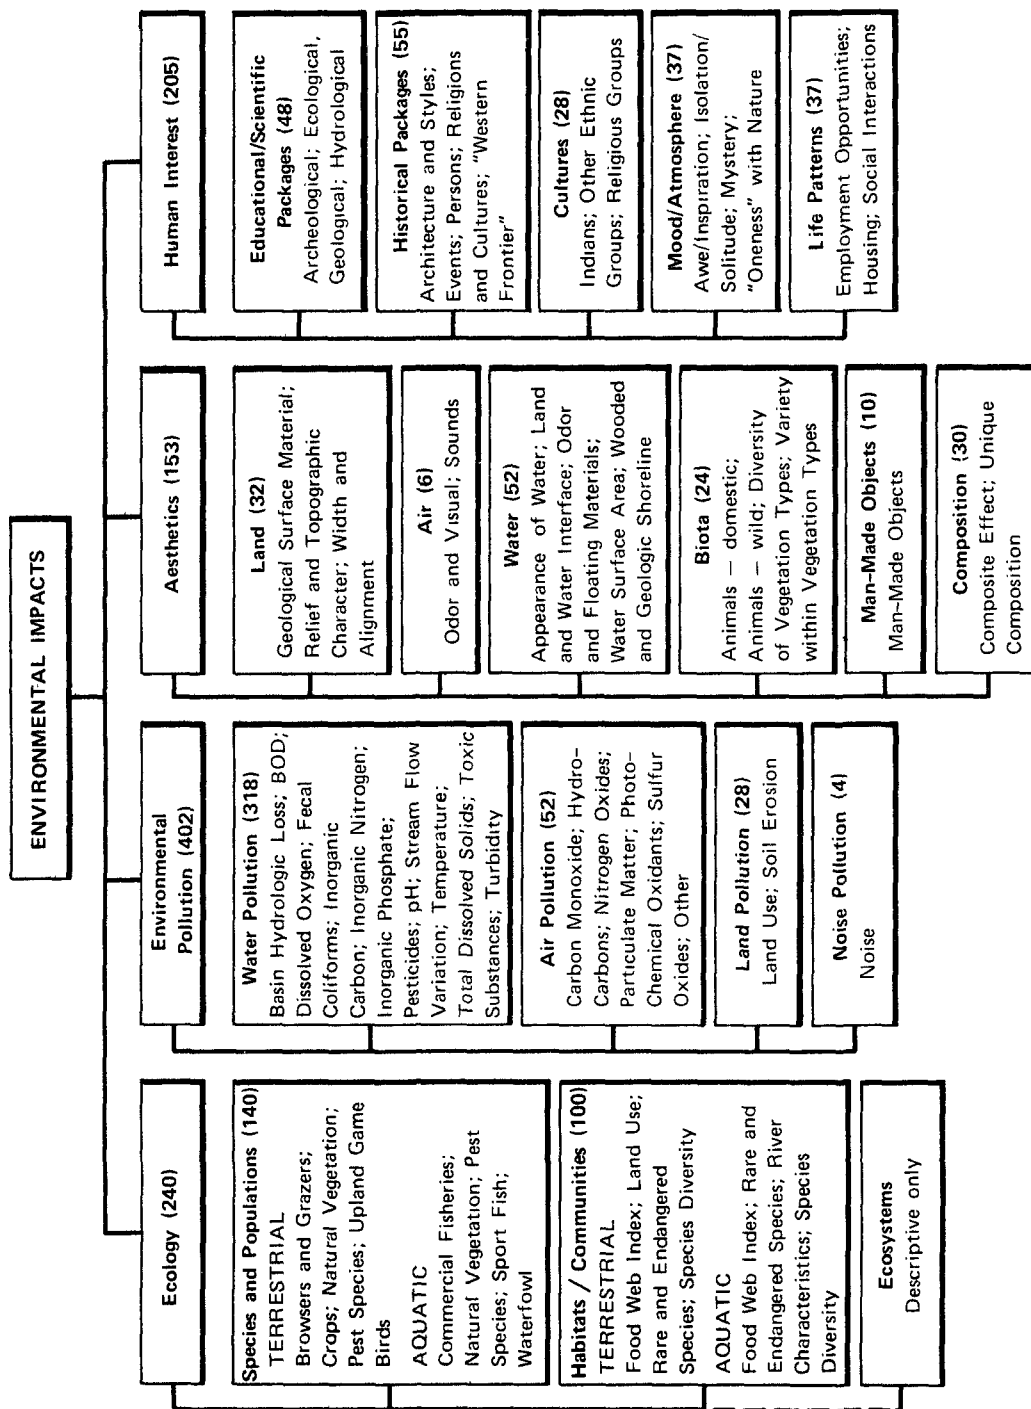 ENVIRONMENTAL IMPACTS
Ecology (240)
Species and Populations (140)
TERRESTRIAL
Browsers and Grazers;
Crops; Natural Vegetation;
Pest Species; Upland Game
Birds
AQUATIC
Commercial Fisheries;
Natural Vegetation; Pest
Species; Sport Fish;
Waterfowl
Habitats / Communities (100)
TERRESTRIAL
Food Web Index; Land Use;
Rare and Endangered
Species; Species Diversity
AQUATIC
Food Web Index; Rare and
Endangered Species; River
Characteristics; Species
Diversity
Ecosystems
Descriptive only
Environmental
Pollution (402)
Water Pollution (318)
Basin Hydrologic Loss; BOD;
Dissolved Oxygen; Fecal
Coliforms; Inorganic
Carbon; Inorganic Nitrogen;
Inorganic Phosphate;
Pesticides; pH; Stream Flow
Variation; Temperature;
Total Dissolved Solids; Toxic
Substances; Turbidity
Air Pollution (52)
Carbon Monoxide; Hydro-
Carbons; Nitrogen Oxides;
Particulate Matter; Photo-
Chemical Oxidants; Sulfur
Oxides; Other
Land Pollution (28)
Land Use; Soil Erosion
Noise Pollution (4)
Noise
Aesthetics (153)
Land (32)
Geological Surface Material;
Relief and Topographic
Character; Width and
Alignment
Air (6)
Odor and Visual; Sounds
Water (52)
Appearance of Water; Land
and Water Interface; Odor
and Floating Materials;
Water Surface Area; Wooded
and Geologic Shoreline
Biota (24)
Animals – domestic;
Animals – wild; Diversity
of Vegetation Types; Variety
within Vegetation Types
Man-Made Objects (10)
Man-Made Objects
Composition (30)
Composite Effect; Unique
Composition
Human Interest (205)
Educational/Scientific
Packages (48)
Archeological; Ecological,
Geological; Hydrological
Historical Packages (55)
Architecture and Styles;
Events; Persons; Religions
and Cultures; "Western
Frontier"
Cultures (28)
Indians; Other Ethnic
Groups; Religious Groups
Mood/Atmosphere (37)
Awe/Inspiration; Isolation/
Solitude; Mystery;
"Oneness" with Nature
Life Patterns (37)
Employment Opportunities;
Housing; Social Interactions